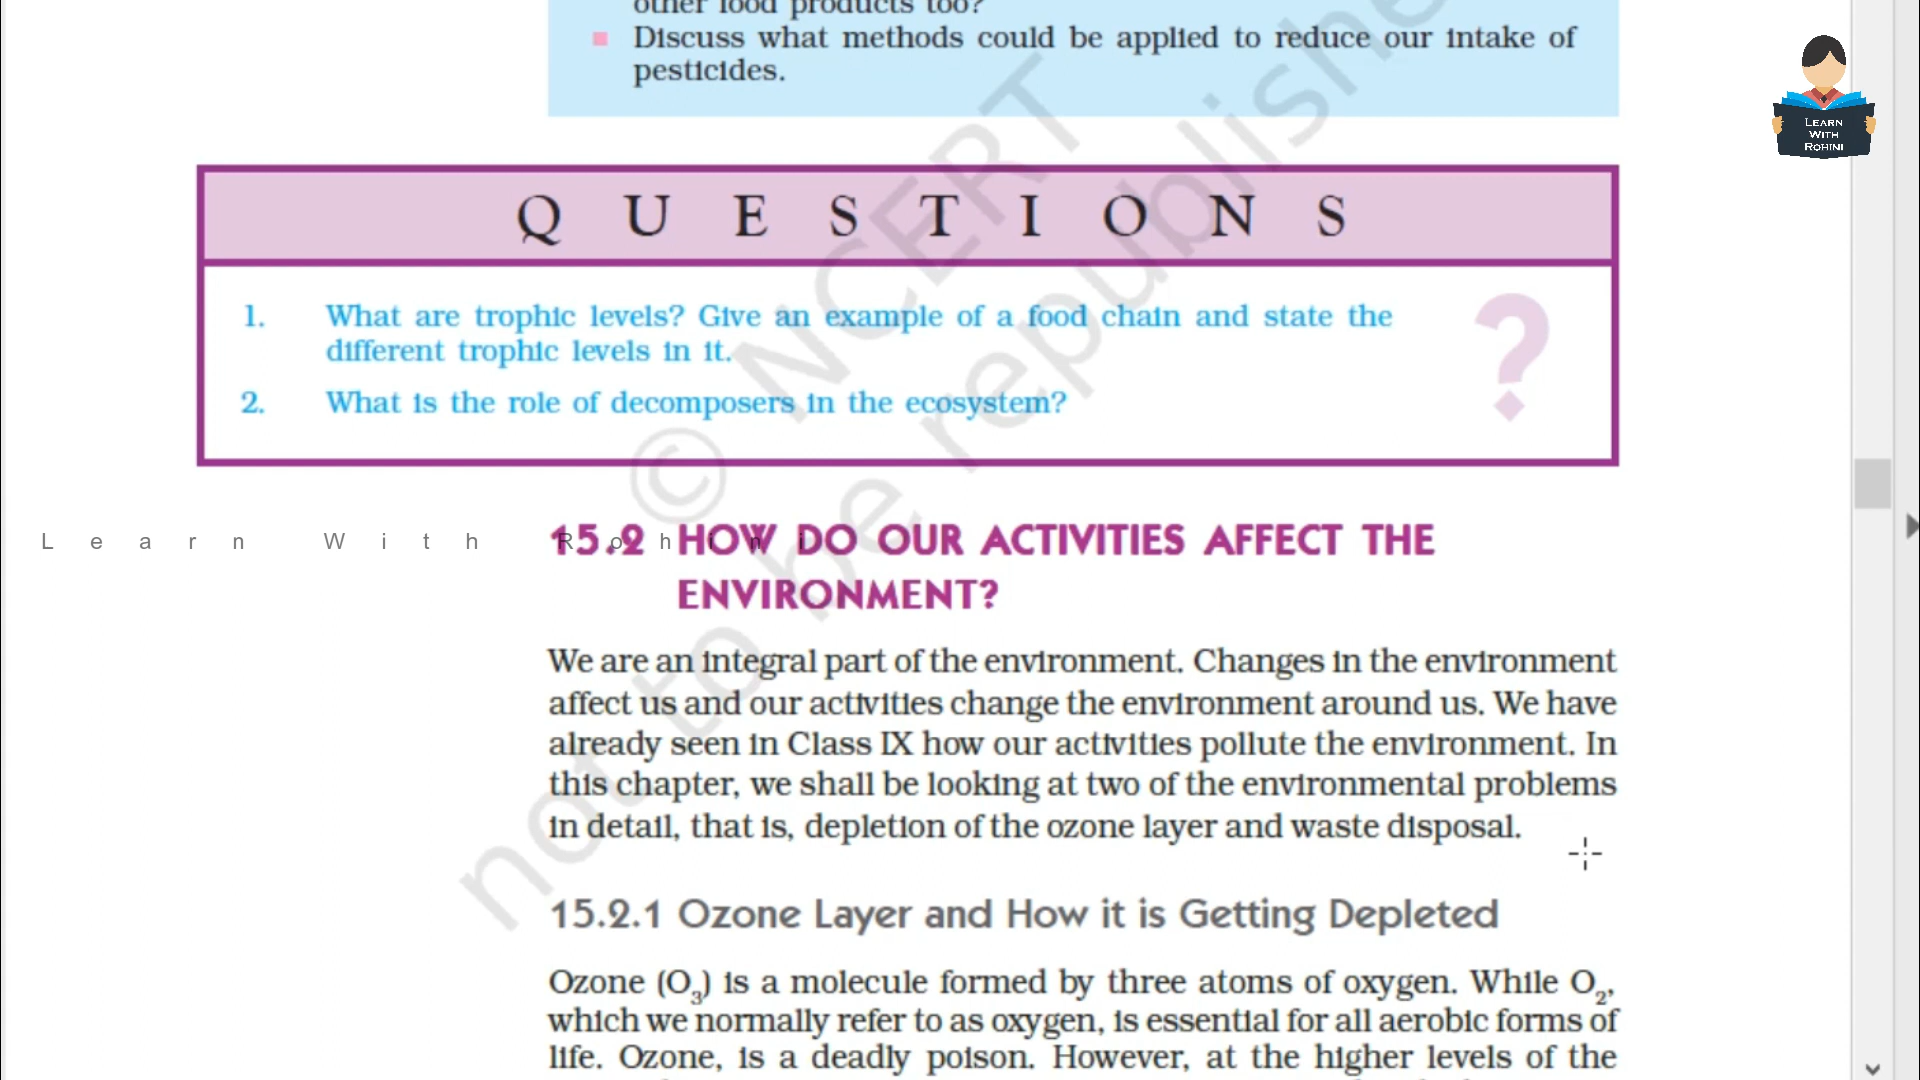 other food products too?
Discuss what methods could be applied to reduce our intake of
pesticides.
LEARN
WITH
ROHINI
QUESTIONS
1. What are trophic levels? Give an example of a food chain and state the
different trophic levels in it.
2. What is the role of decomposers in the ecosystem?
?
© NCERT
not to be republishe
Learn With Rohini
15.2 HOW DO OUR ACTIVITIES AFFECT THE
ENVIRONMENT?
We are an integral part of the environment. Changes in the environment
affect us and our activities change the environment around us. We have
already seen in Class IX how our activities pollute the environment. In
this chapter, we shall be looking at two of the environmental problems
in detail, that is, depletion of the ozone layer and waste disposal.
15.2.1 Ozone Layer and How it is Getting Depleted
Ozone (O₃) is a molecule formed by three atoms of oxygen. While O₂,
which we normally refer to as oxygen, is essential for all aerobic forms of
life. Ozone, is a deadly poison. However, at the higher levels of the